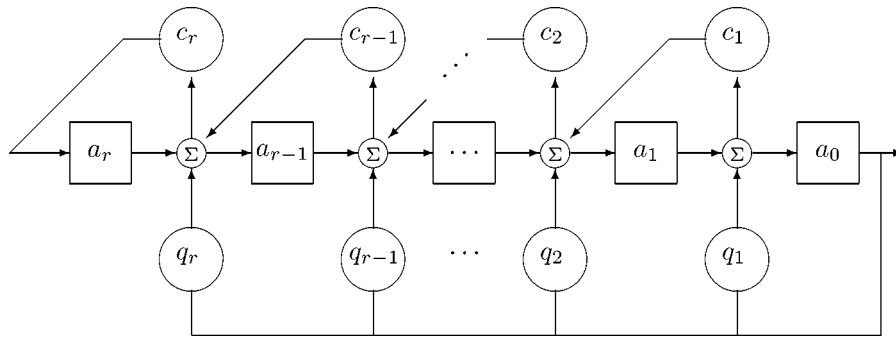 c_r c_{r-1} ⋰ c_2 c_1
a_r Σ a_{r-1} Σ ⋯ Σ a_1 Σ a_0
q_r q_{r-1} ⋯ q_2 q_1